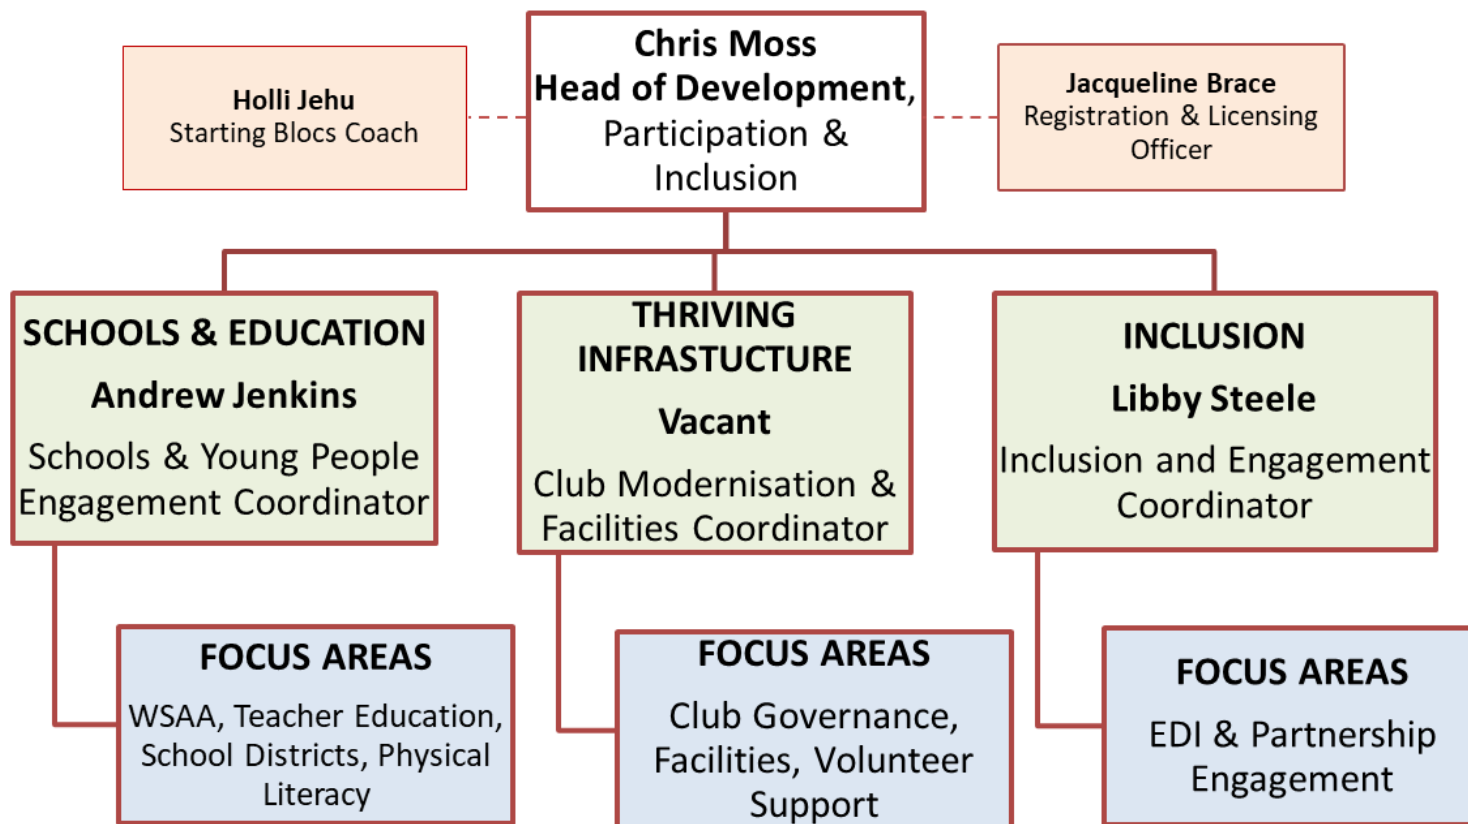 Chris Moss
Head of Development,
Participation &
Inclusion
Holli Jehu
Starting Blocs Coach
Jacqueline Brace
Registration & Licensing
Officer
SCHOOLS & EDUCATION
Andrew Jenkins
Schools & Young People
Engagement Coordinator
THRIVING
INFRASTUCTURE
Vacant
Club Modernisation &
Facilities Coordinator
INCLUSION
Libby Steele
Inclusion and Engagement
Coordinator
FOCUS AREAS
WSAA, Teacher Education,
School Districts, Physical
Literacy
FOCUS AREAS
Club Governance,
Facilities, Volunteer
Support
FOCUS AREAS
EDI & Partnership
Engagement